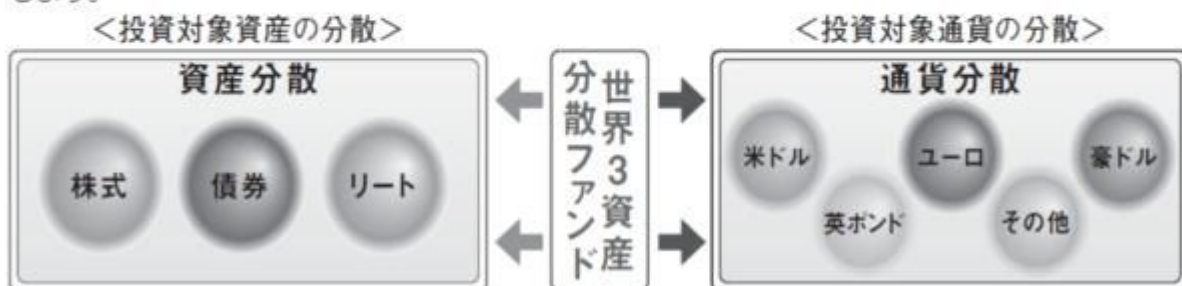 ＜投資対象資産の分散＞
資産分散
株式
債券
リート
世界3資産
分散ファンド
＜投資対象通貨の分散＞
通貨分散
米ドル
ユーロ
豪ドル
英ポンド
その他